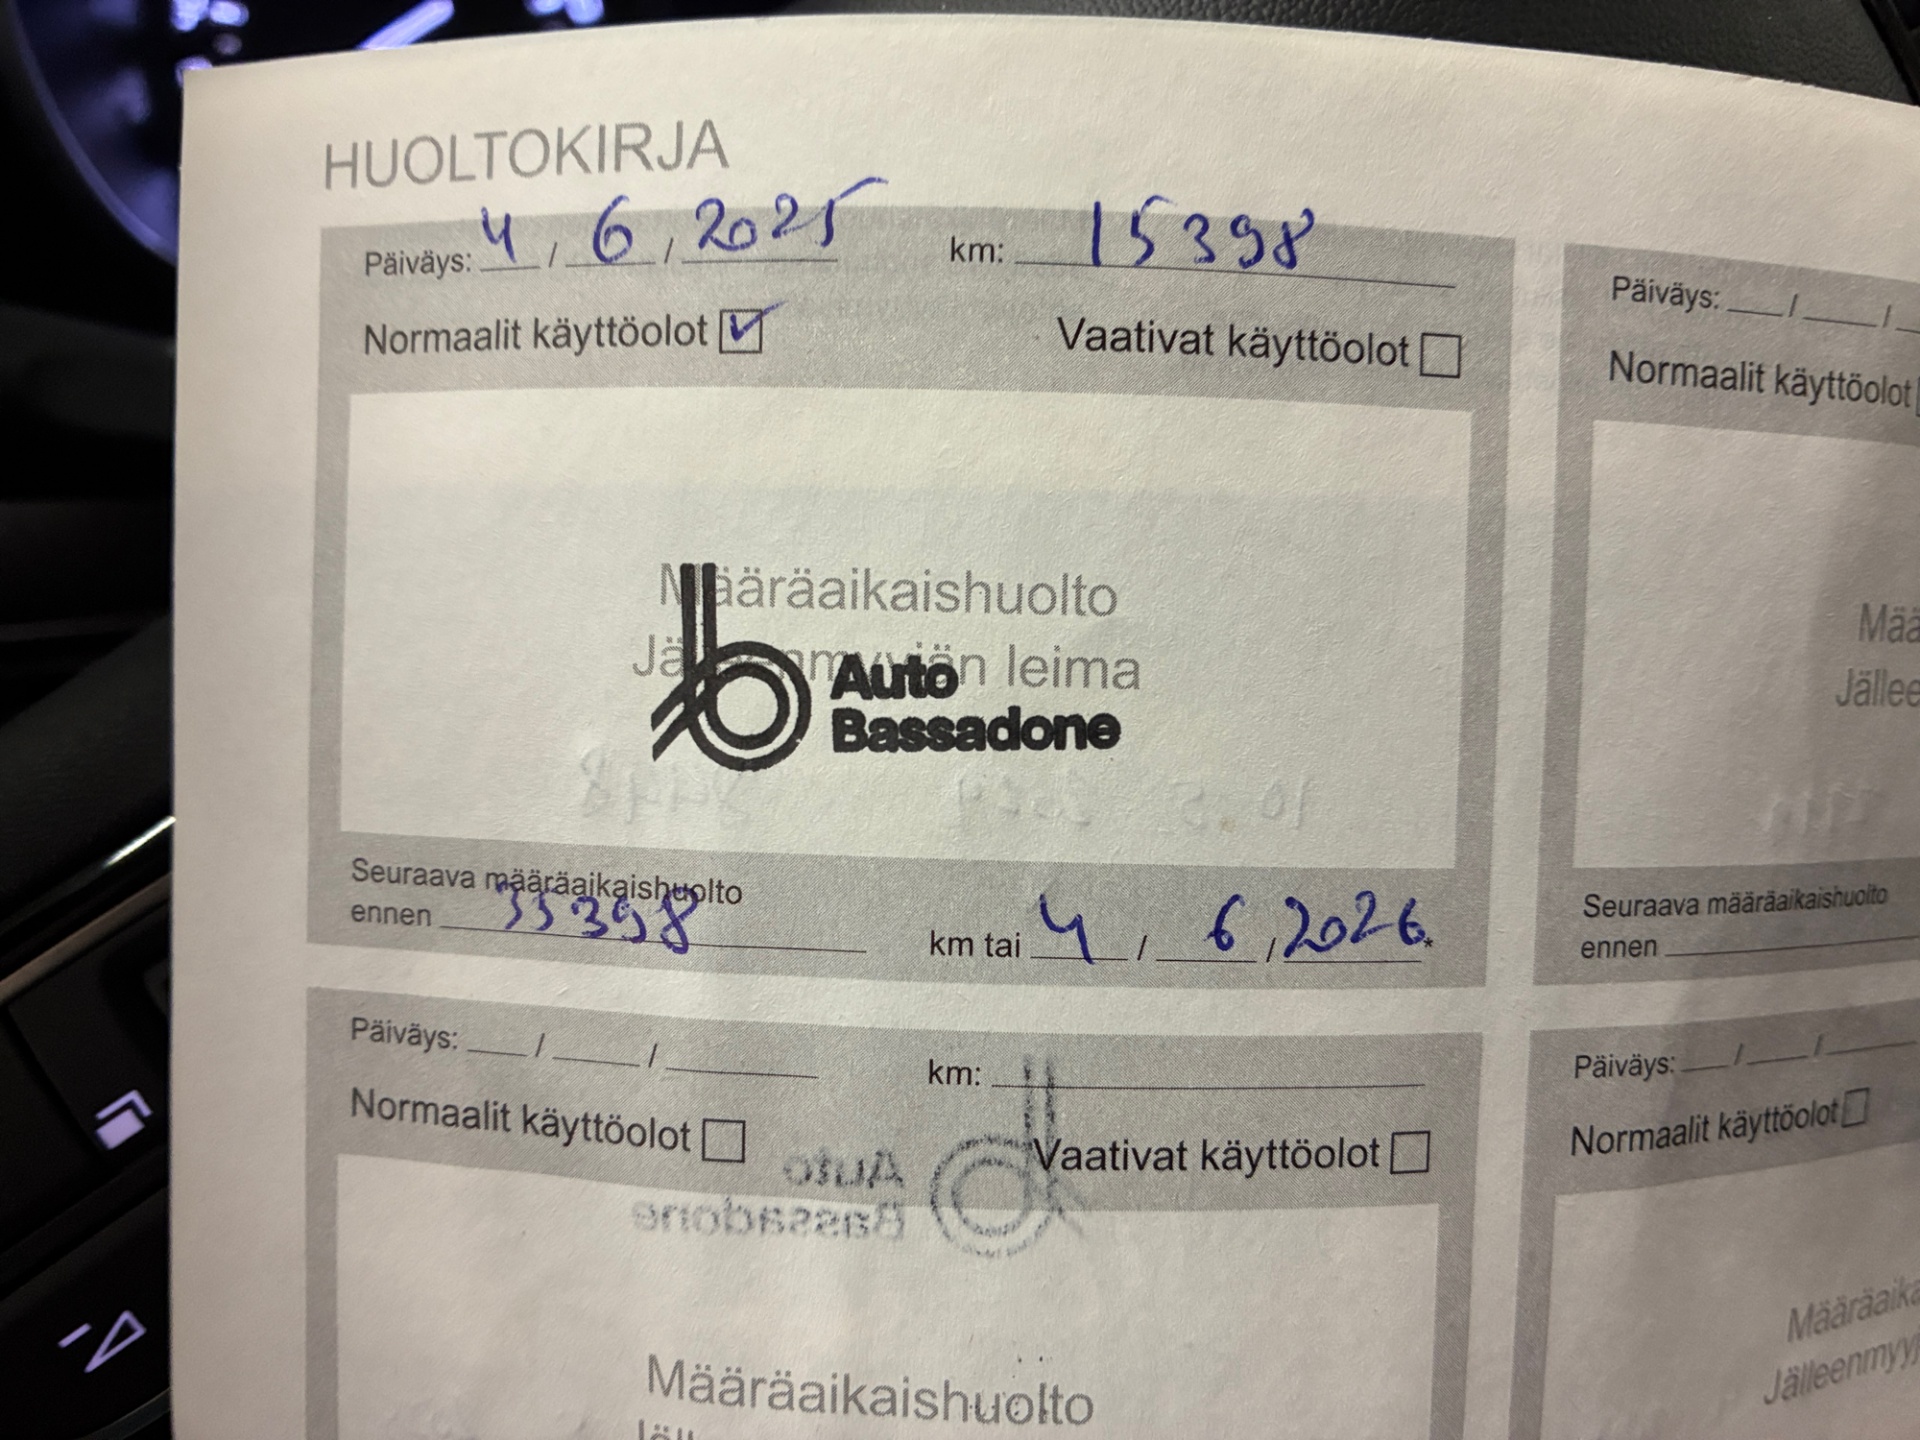 HUOLTOKIRJA
Päiväys: 4 / 6 / 2025 km: 15398
Normaalit käyttöolot Vaativat käyttöolot
Määräaikaishuolto
Jälleenmyyjän leima
Auto
Bassadone
Seuraava määräaikaishuolto
ennen 35398 km tai 4 / 6 / 2026.*
Päiväys: / / km:
Normaalit käyttöolot Vaativat käyttöolot
Auto
Bassadone
Määräaikaishuolto
Päiväys: / /
Normaalit käyttöolot
Seuraava määräaikaishuolto
ennen
Päiväys: / /
Normaalit käyttöolot